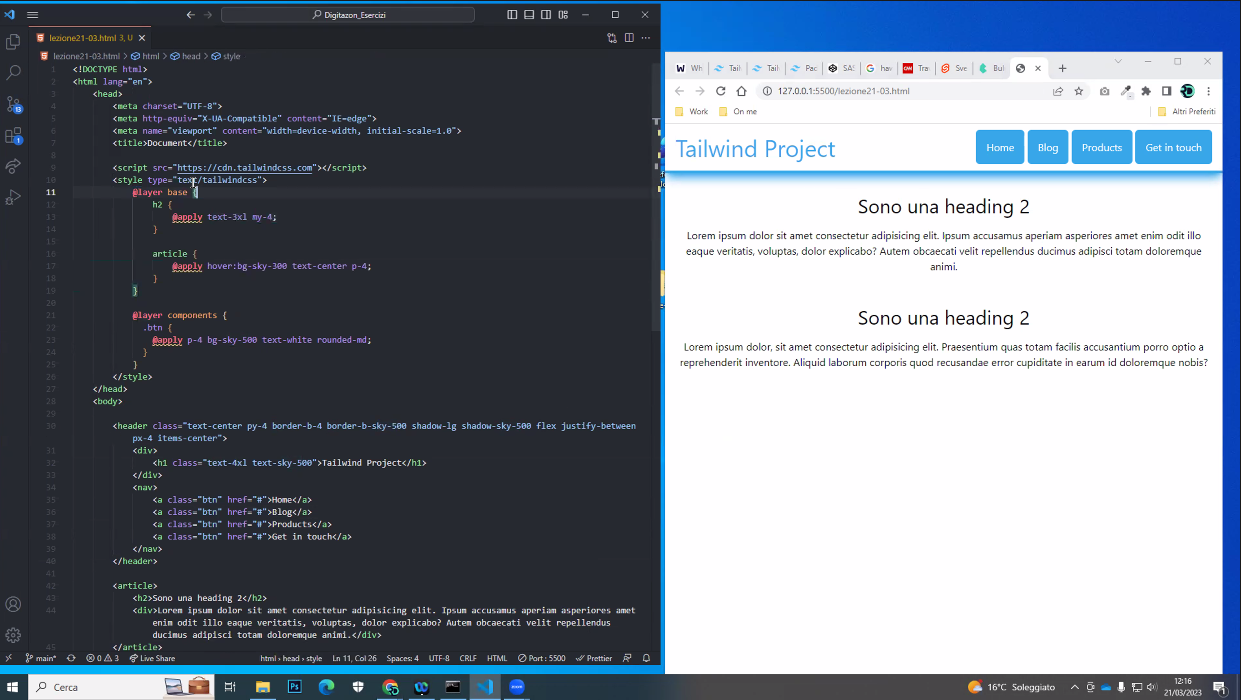 Digitazon_Esercizi
lezione21-03.html 3, U
lezione21-03.html > html > head > style
1 <!DOCTYPE html>
2 <html lang="en">
3 <head>
4 <meta charset="UTF-8">
5 <meta http-equiv="X-UA-Compatible" content="IE=edge">
6 <meta name="viewport" content="width=device-width, initial-scale=1.0">
7 <title>Document</title>
8
9 <script src="https://cdn.tailwindcss.com"></script>
10 <style type="text/tailwindcss">
11 @layer base {
12 h2 {
13 @apply text-3xl my-4;
14 }
15
16 article {
17 @apply hover:bg-sky-300 text-center p-4;
18 }
19 }
20
21 @layer components {
22 .btn {
23 @apply p-4 bg-sky-500 text-white rounded-md;
24 }
25 }
26 </style>
27 </head>
28 <body>
29
30 <header class="text-center py-4 border-b-4 border-b-sky-500 shadow-lg shadow-sky-500 flex justify-between
px-4 items-center">
31 <div>
32 <h1 class="text-4xl text-sky-500">Tailwind Project</h1>
33 </div>
34 <nav>
35 <a class="btn" href="#">Home</a>
36 <a class="btn" href="#">Blog</a>
37 <a class="btn" href="#">Products</a>
38 <a class="btn" href="#">Get in touch</a>
39 </nav>
40 </header>
41
42 <article>
43 <h2>Sono una heading 2</h2>
44 <div>Lorem ipsum dolor sit amet consectetur adipisicing elit. Ipsum accusamus aperiam asperiores amet
enim odit illo eaque veritatis, voluptas, dolor explicabo? Autem obcaecati velit repellendus
ducimus adipisci totam doloremque animi.</div>
45 </article>
13
1
main* 0 3 Live Share html > head > style Ln 11, Col 26 Spaces: 4 UTF-8 CRLF HTML Port : 5500 Prettier
Wh Tail Tail Pac SAS hav Tra Sve Bul
127.0.0.1:5500/lezione21-03.html
Work On me Altri Preferiti
Tailwind Project Home Blog Products Get in touch
Sono una heading 2
Lorem ipsum dolor sit amet consectetur adipisicing elit. Ipsum accusamus aperiam asperiores amet enim odit illo
eaque veritatis, voluptas, dolor explicabo? Autem obcaecati velit repellendus ducimus adipisci totam doloremque
animi.
Sono una heading 2
Lorem ipsum dolor, sit amet consectetur adipisicing elit. Praesentium quas totam facilis accusantium porro optio a
reprehenderit inventore. Aliquid laborum corporis quod recusandae error cupiditate in earum id doloremque nobis?
Cerca
16°C Soleggiato
12:16
21/03/2023